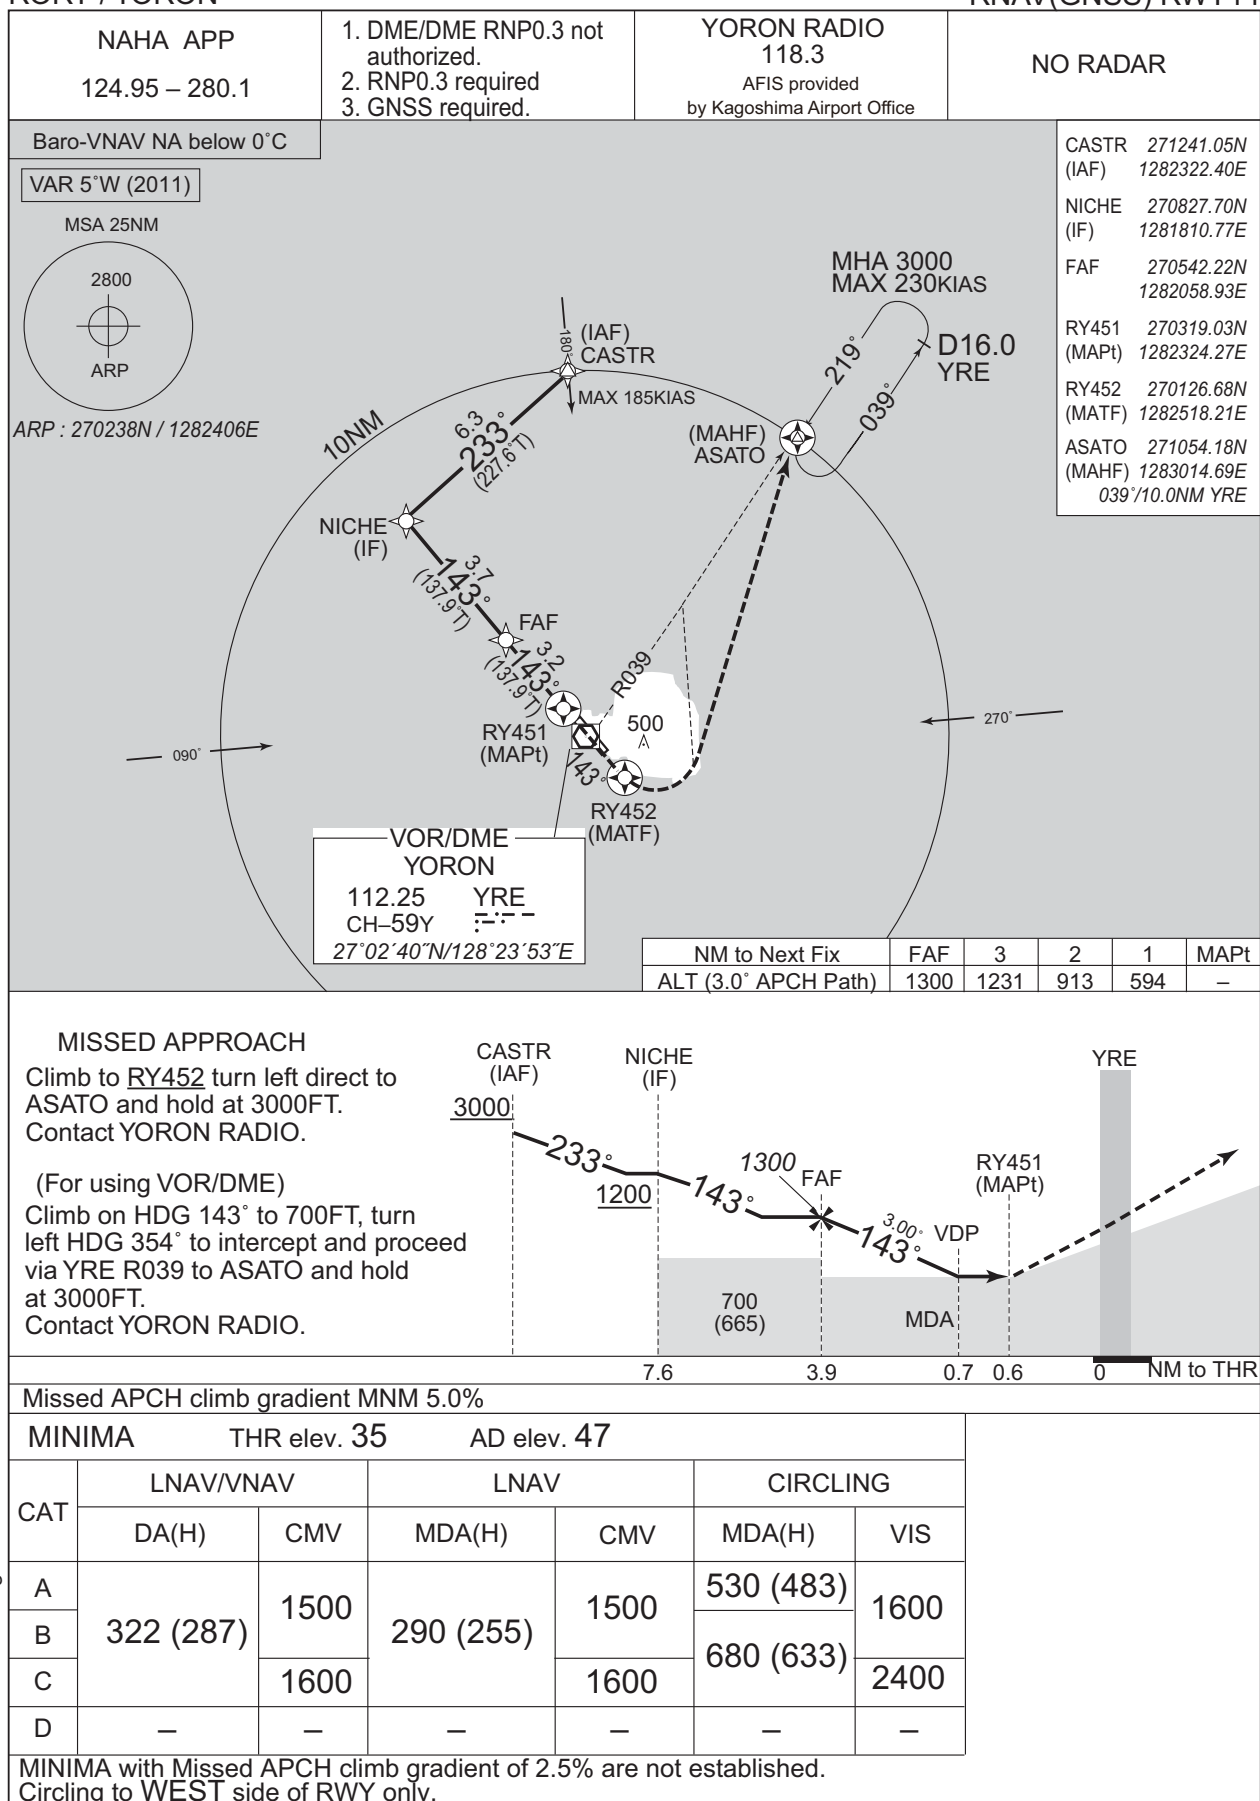 NAHA APP
124.95 – 280.1
1. DME/DME RNP0.3 not
authorized.
2. RNP0.3 required
3. GNSS required.
YORON RADIO
118.3
AFIS provided
by Kagoshima Airport Office
NO RADAR
Baro-VNAV NA below 0˚C
VAR 5˚W (2011)
MSA 25NM
2800
ARP
ARP : 270238N / 1282406E
CASTR 271241.05N
(IAF) 1282322.40E
NICHE 270827.70N
(IF) 1281810.77E
FAF 270542.22N
1282058.93E
RY451 270319.03N
(MAPt) 1282324.27E
RY452 270126.68N
(MATF) 1282518.21E
ASATO 271054.18N
(MAHF) 1283014.69E
039˚/10.0NM YRE
MHA 3000
MAX 230KIAS
219˚
039˚
D16.0
YRE
180˚
(IAF)
CASTR
MAX 185KIAS
10NM
6.3
233˚
(227.6˚T)
(MAHF)
ASATO
NICHE
(IF)
3.7
143˚
(137.9˚T)
FAF
3.2
143˚
(137.9˚T)
R039
500
RY451
(MAPt)
143˚
090˚
270˚
RY452
(MATF)
VOR/DME
YORON
112.25 YRE
CH–59Y
27˚02´40˝N/128˚23´53˝E
NM to Next Fix FAF 3 2 1 MAPt
ALT (3.0˚ APCH Path) 1300 1231 913 594 –
MISSED APPROACH
Climb to RY452 turn left direct to
ASATO and hold at 3000FT.
Contact YORON RADIO.
(For using VOR/DME)
Climb on HDG 143˚ to 700FT, turn
left HDG 354˚ to intercept and proceed
via YRE R039 to ASATO and hold
at 3000FT.
Contact YORON RADIO.
CASTR
(IAF)
NICHE
(IF)
YRE
3000
233˚
1200
143˚
1300
FAF
RY451
(MAPt)
3.00˚
143˚
VDP
700
(665)
MDA
7.6 3.9 0.7 0.6 0 NM to THR
Missed APCH climb gradient MNM 5.0%
MINIMA THR elev. 35 AD elev. 47
CAT LNAV/VNAV LNAV CIRCLING
DA(H) CMV MDA(H) CMV MDA(H) VIS
A 322 (287) 1500 290 (255) 1500 530 (483) 1600
B 680 (633)
C 1600 1600 2400
D – – – – – –
MINIMA with Missed APCH climb gradient of 2.5% are not established.
Circling to WEST side of RWY only.